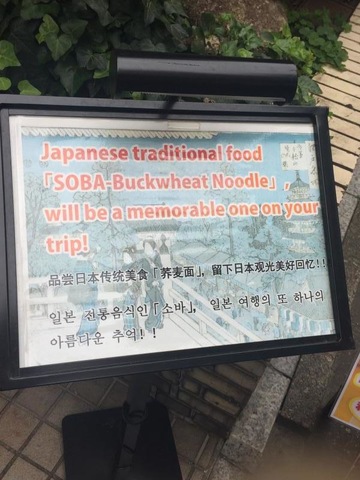 Japanese traditional food
「SOBA-Buckwheat Noodle」,
will be a memorable one on your
trip!
品尝日本传统美食「荞麦面」，留下日本观光美好回忆！！
일본 전통음식인「소바」， 일본 여행의 또 하나의
아름다운 추억！！